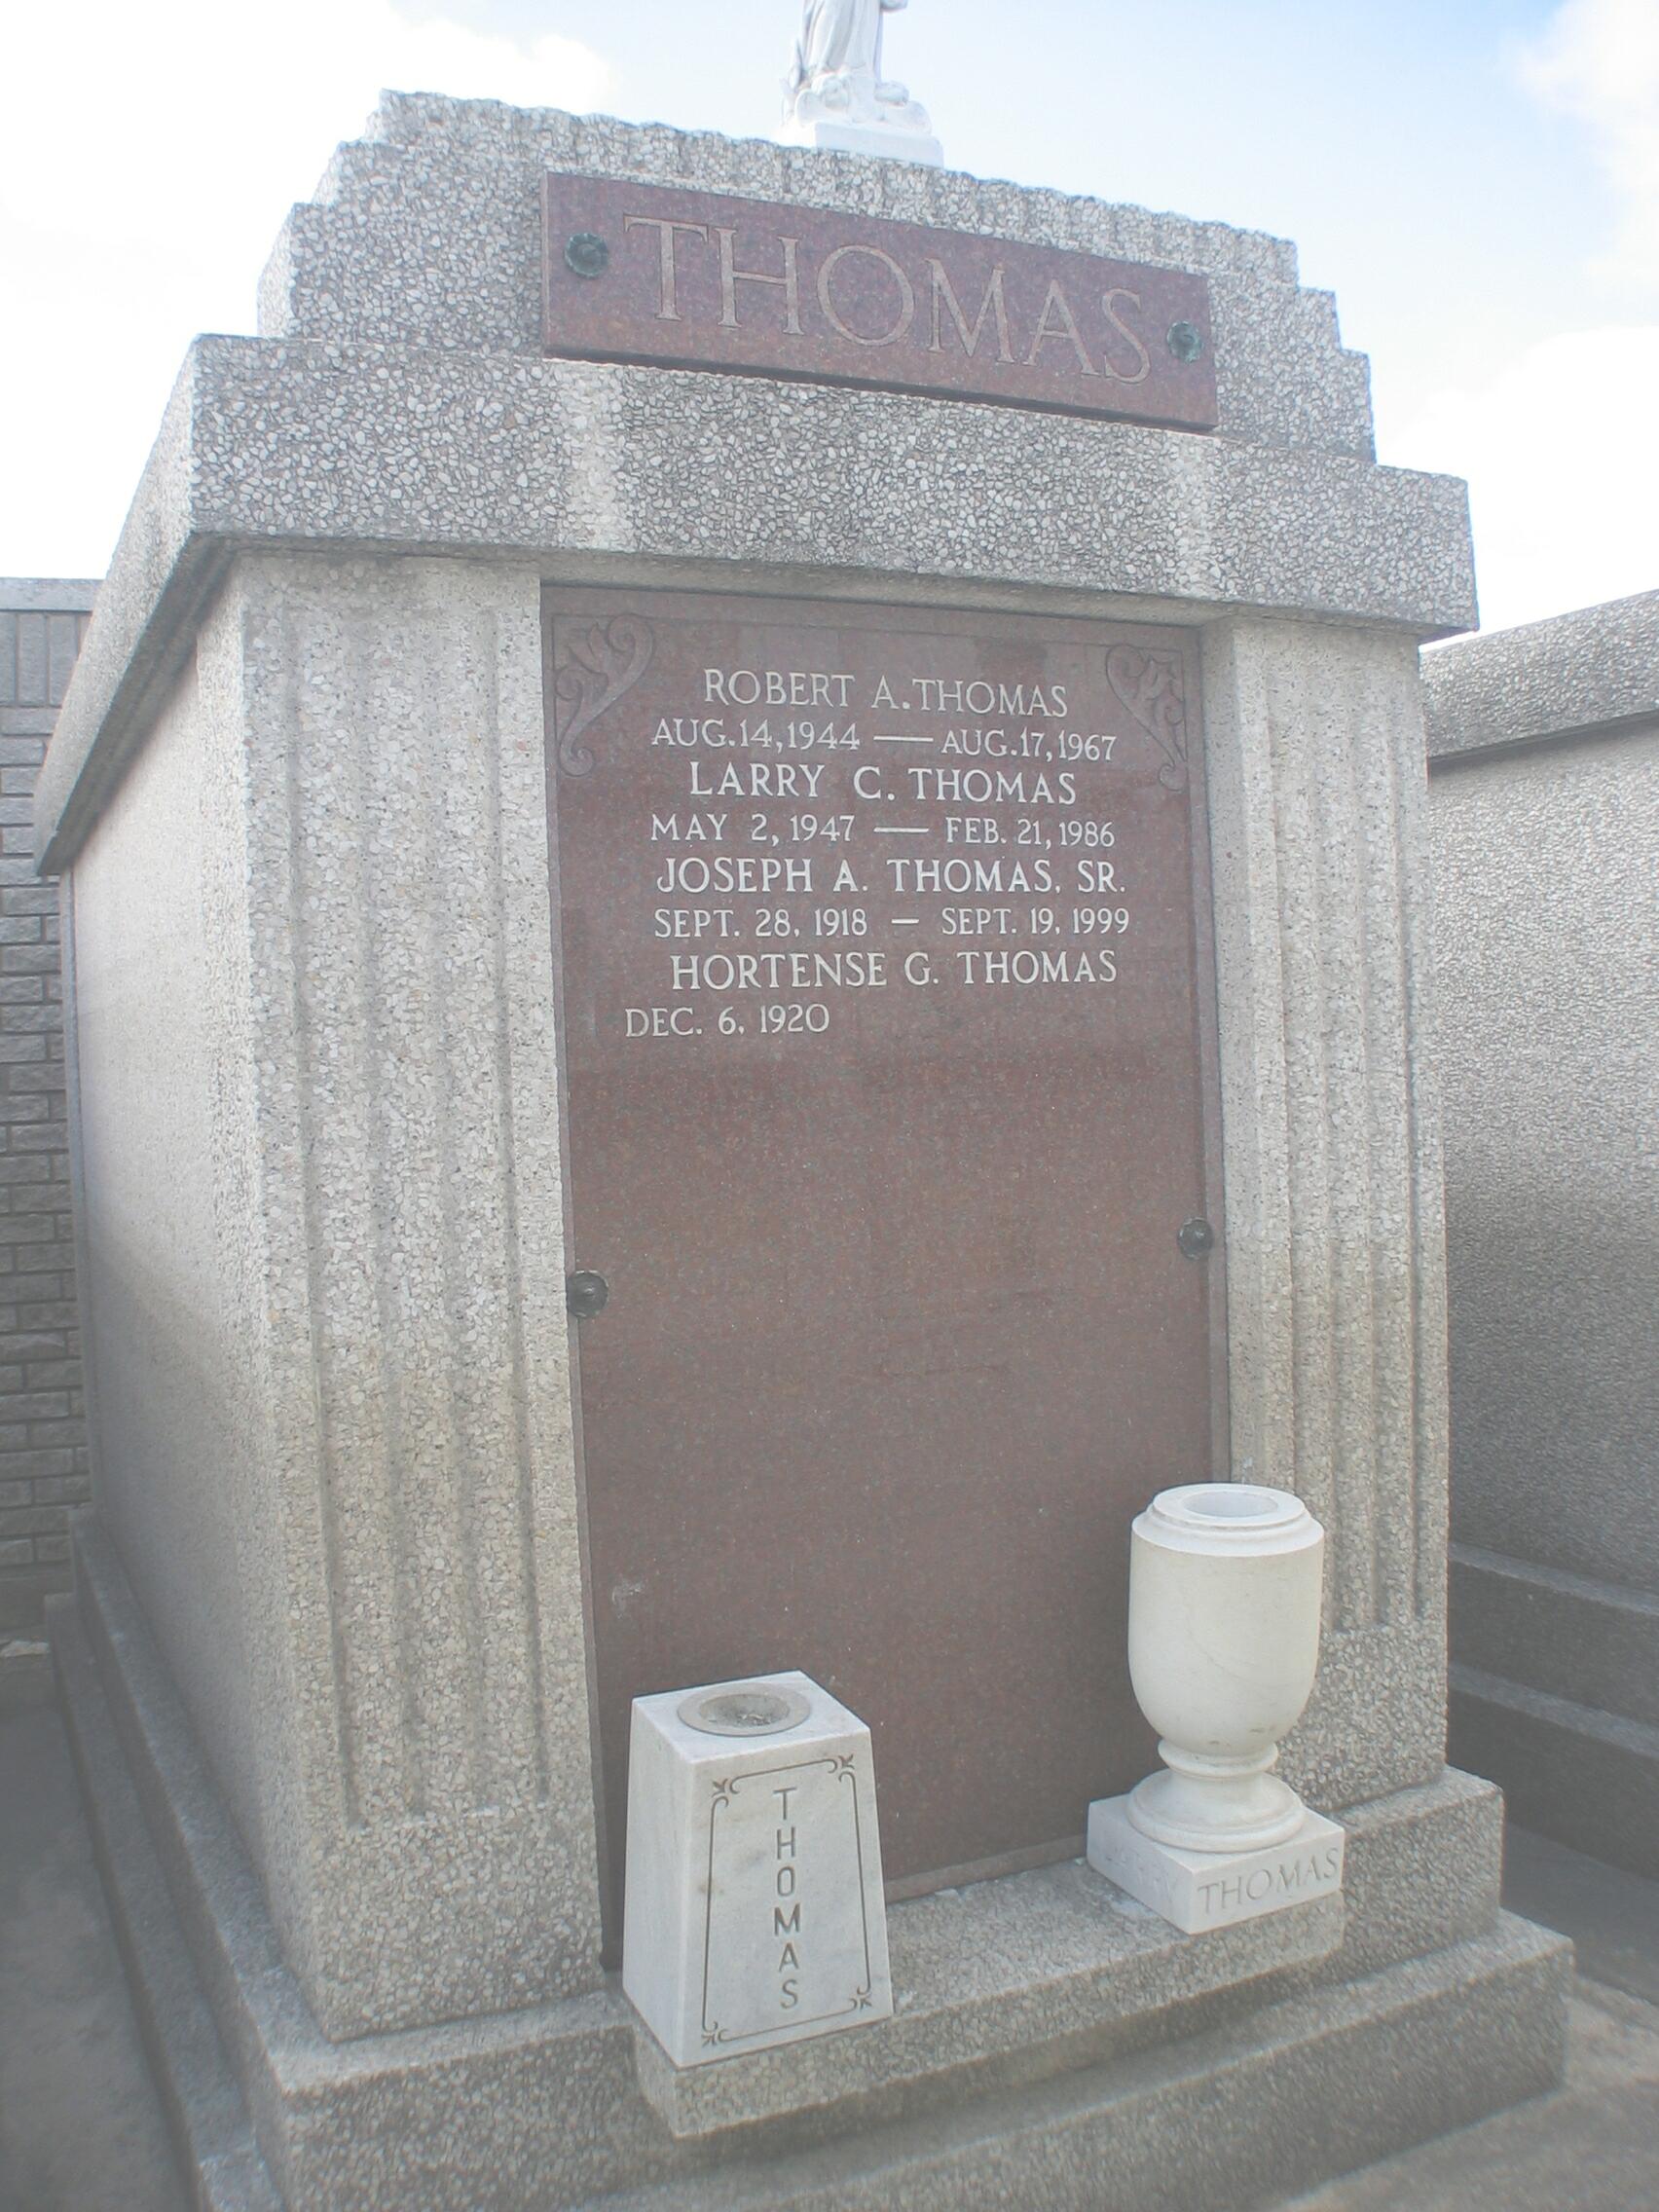 THOMAS
ROBERT A. THOMAS
AUG. 14, 1944 — AUG. 17, 1967
LARRY C. THOMAS
MAY 2, 1947 — FEB. 21, 1986
JOSEPH A. THOMAS, SR.
SEPT. 28, 1918 — SEPT. 19, 1999
HORTENSE G. THOMAS
DEC. 6, 1920
THOMAS
THOMAS